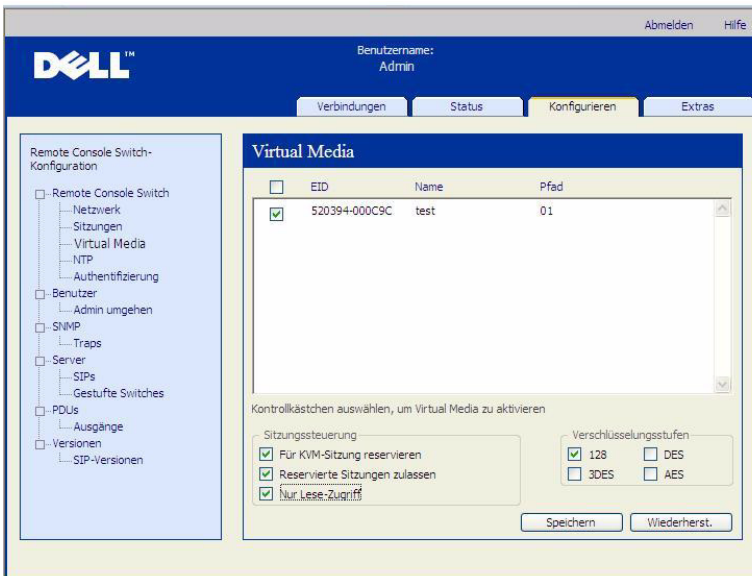 Abmelden Hilfe
DELL™
Benutzername:
Admin
Verbindungen Status Konfigurieren Extras
Remote Console Switch-
Konfiguration
Remote Console Switch
Netzwerk
Sitzungen
Virtual Media
NTP
Authentifizierung
Benutzer
Admin umgehen
SNMP
Traps
Server
SIPs
Gestufte Switches
PDUs
Ausgänge
Versionen
SIP-Versionen
Virtual Media
EID Name Pfad
520394-000C9C test 01
Kontrollkästchen auswählen, um Virtual Media zu aktivieren
Sitzungssteuerung
Für KVM-Sitzung reservieren
Reservierte Sitzungen zulassen
Nur Lese-Zugriff
Verschlüsselungsstufen
128 DES
3DES AES
Speichern Wiederherst.